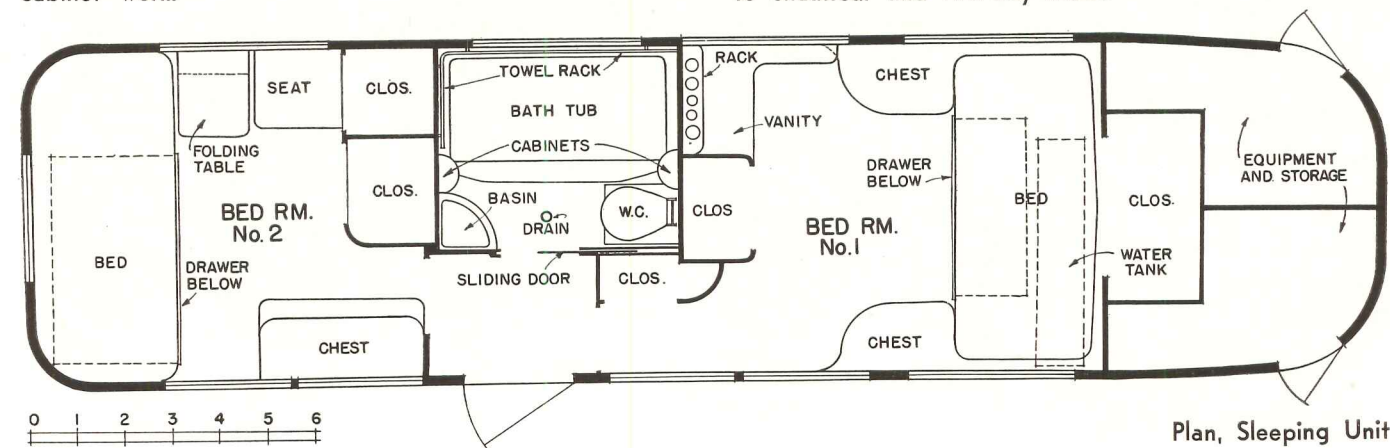 TOWEL RACK
RACK
SEAT
CLOS.
CHEST
BATH TUB
VANITY
FOLDING
TABLE
CABINETS
DRAWER
BELOW
EQUIPMENT
AND STORAGE
CLOS.
BASIN
W.C.
CLOS
BED
CLOS.
BED RM.
No. 2
DRAIN
BED RM.
No. 1
BED
DRAWER
BELOW
SLIDING DOOR
CLOS.
WATER
TANK
CHEST
CHEST
0 1 2 3 4 5 6
Plan, Sleeping Unit